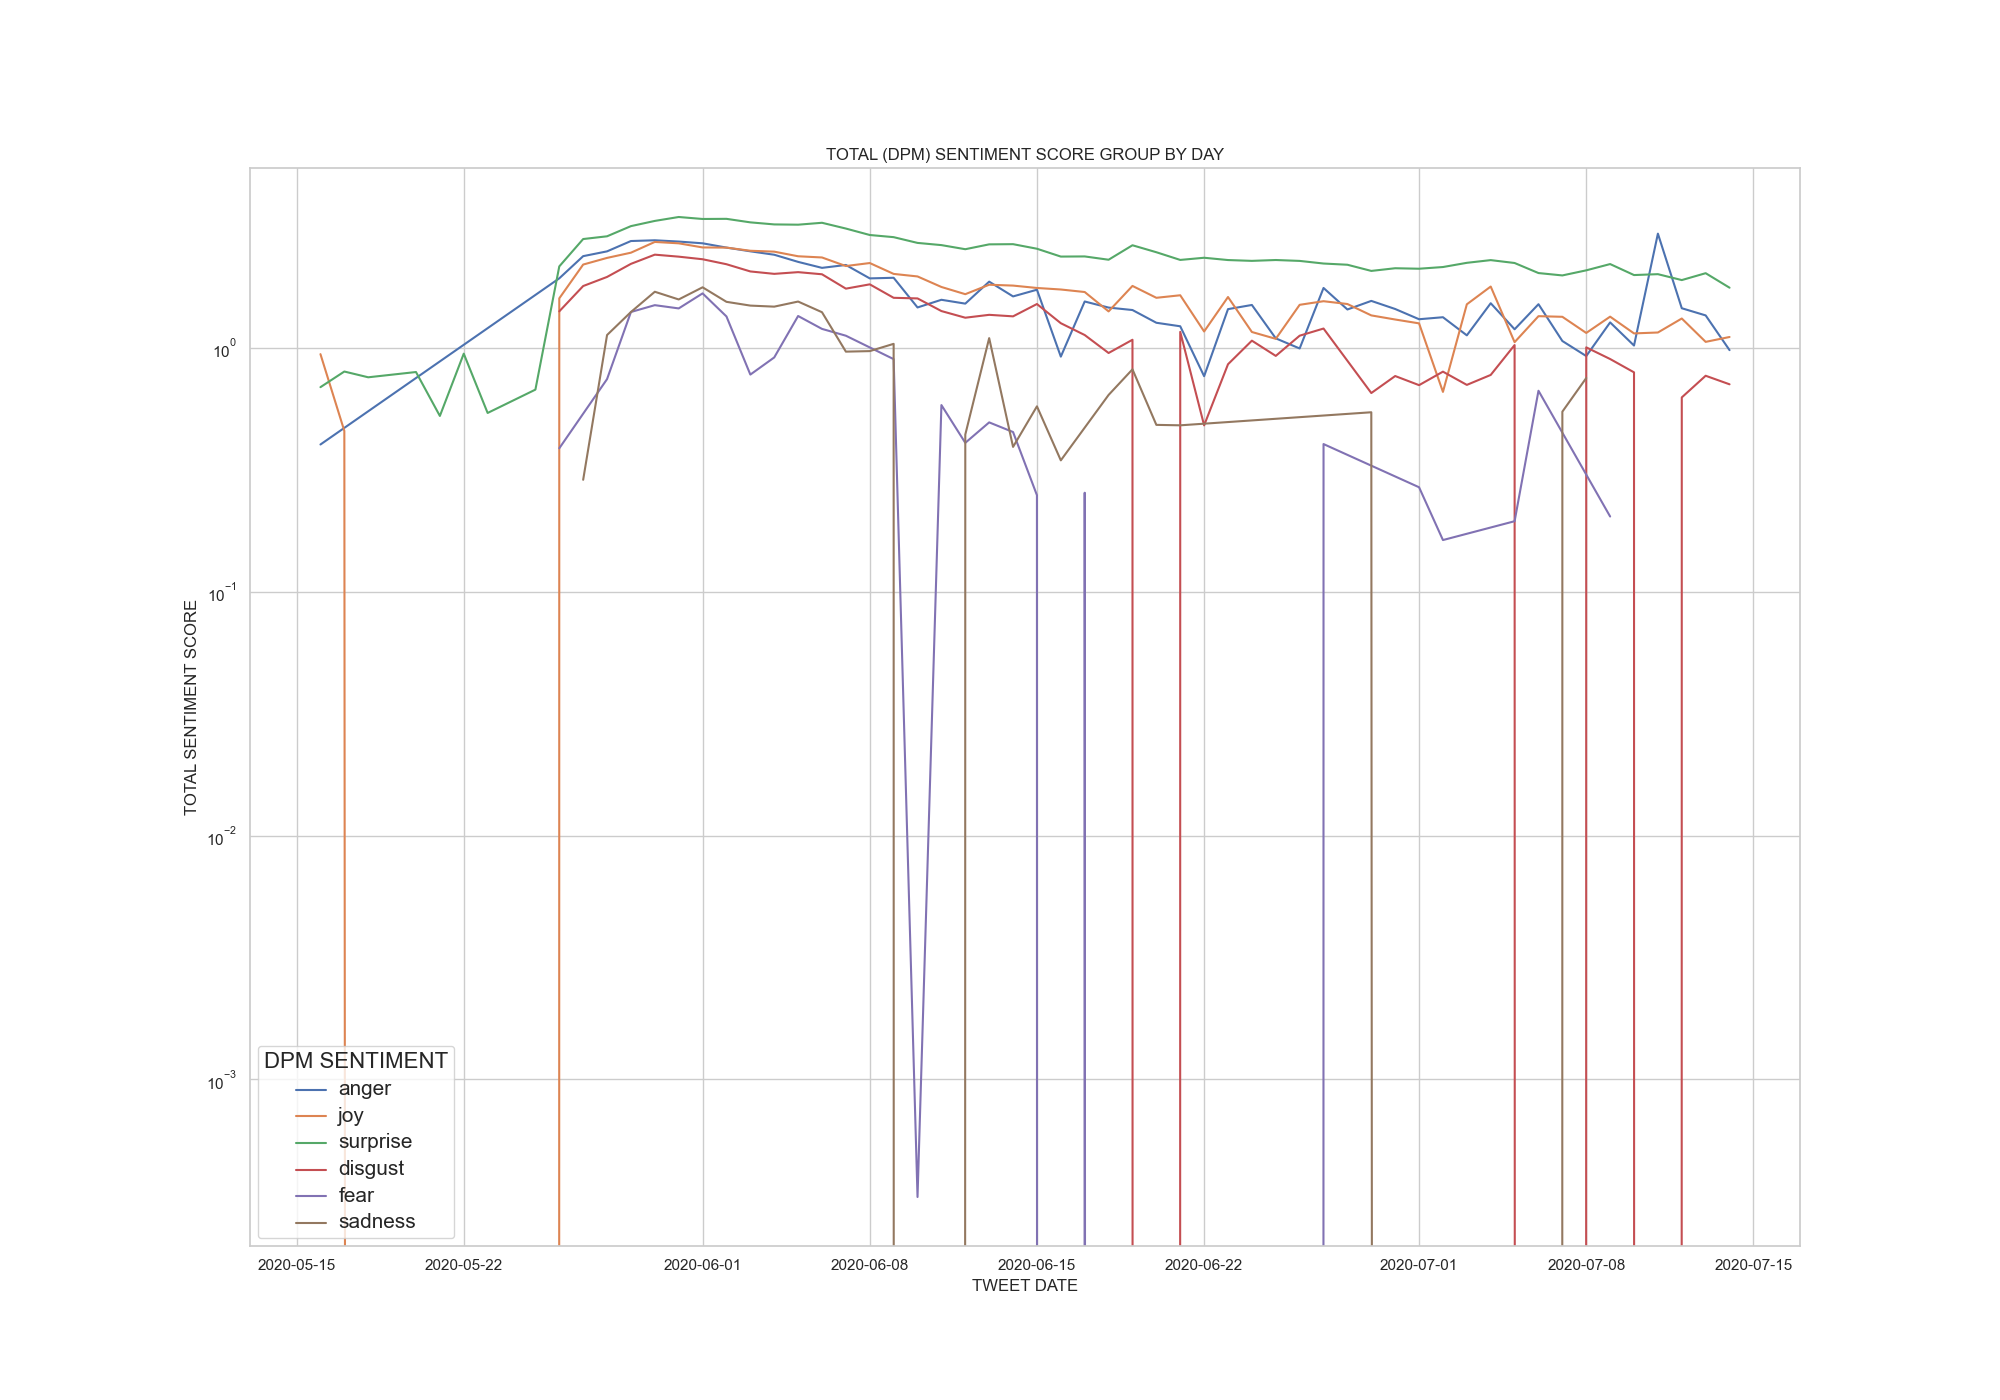 TOTAL (DPM) SENTIMENT SCORE GROUP BY DAY
TOTAL SENTIMENT SCORE
10⁰
10⁻¹
10⁻²
10⁻³
DPM SENTIMENT
anger
joy
surprise
disgust
fear
sadness
2020-05-15 2020-05-22 2020-06-01 2020-06-08 2020-06-15 2020-06-22 2020-07-01 2020-07-08 2020-07-15
TWEET DATE